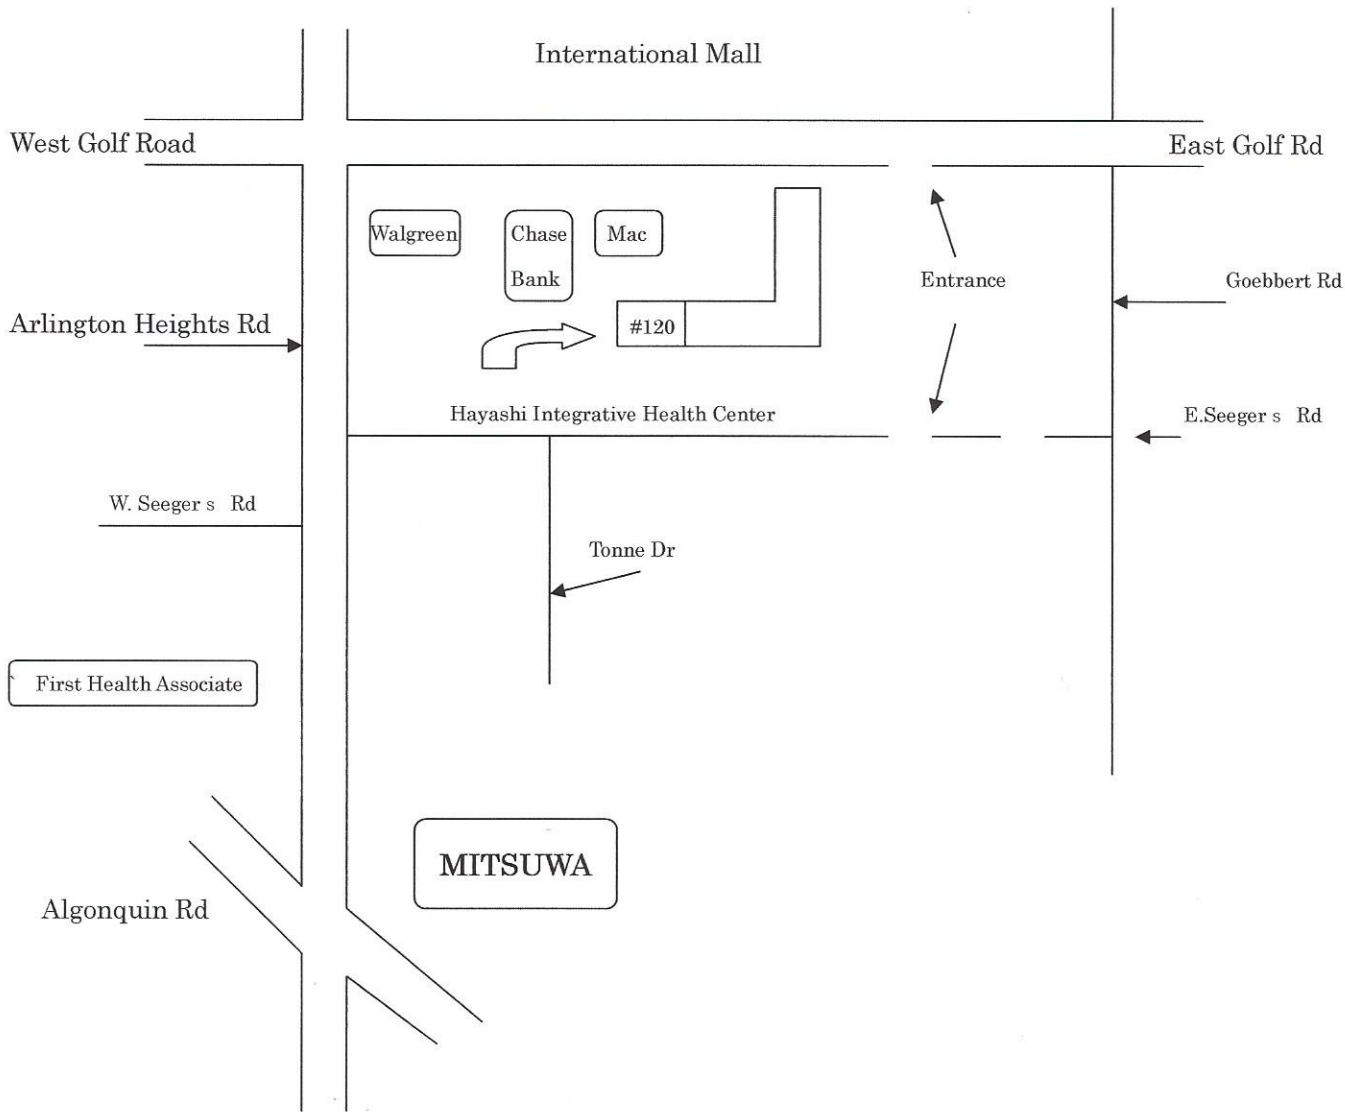 International Mall
West Golf Road
East Golf Rd
Walgreen
Chase
Bank
Mac
Entrance
Goebbert Rd
Arlington Heights Rd
#120
Hayashi Integrative Health Center
E.Seeger s Rd
W. Seeger s Rd
Tonne Dr
First Health Associate
MITSUWA
Algonquin Rd